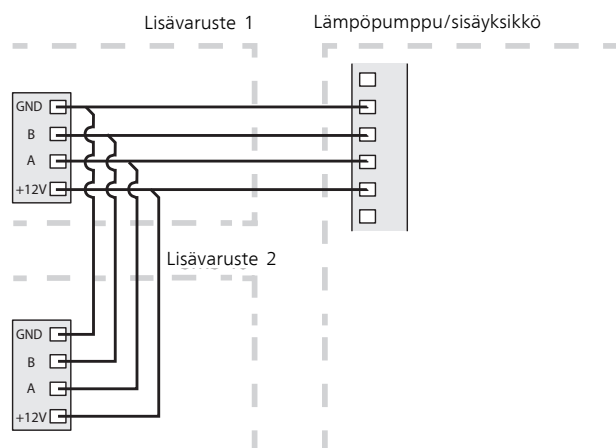 Lisävaruste 1
Lämpöpumppu/sisäyksikkö
GND
B
A
+12V
Lisävaruste 2
GND
B
A
+12V